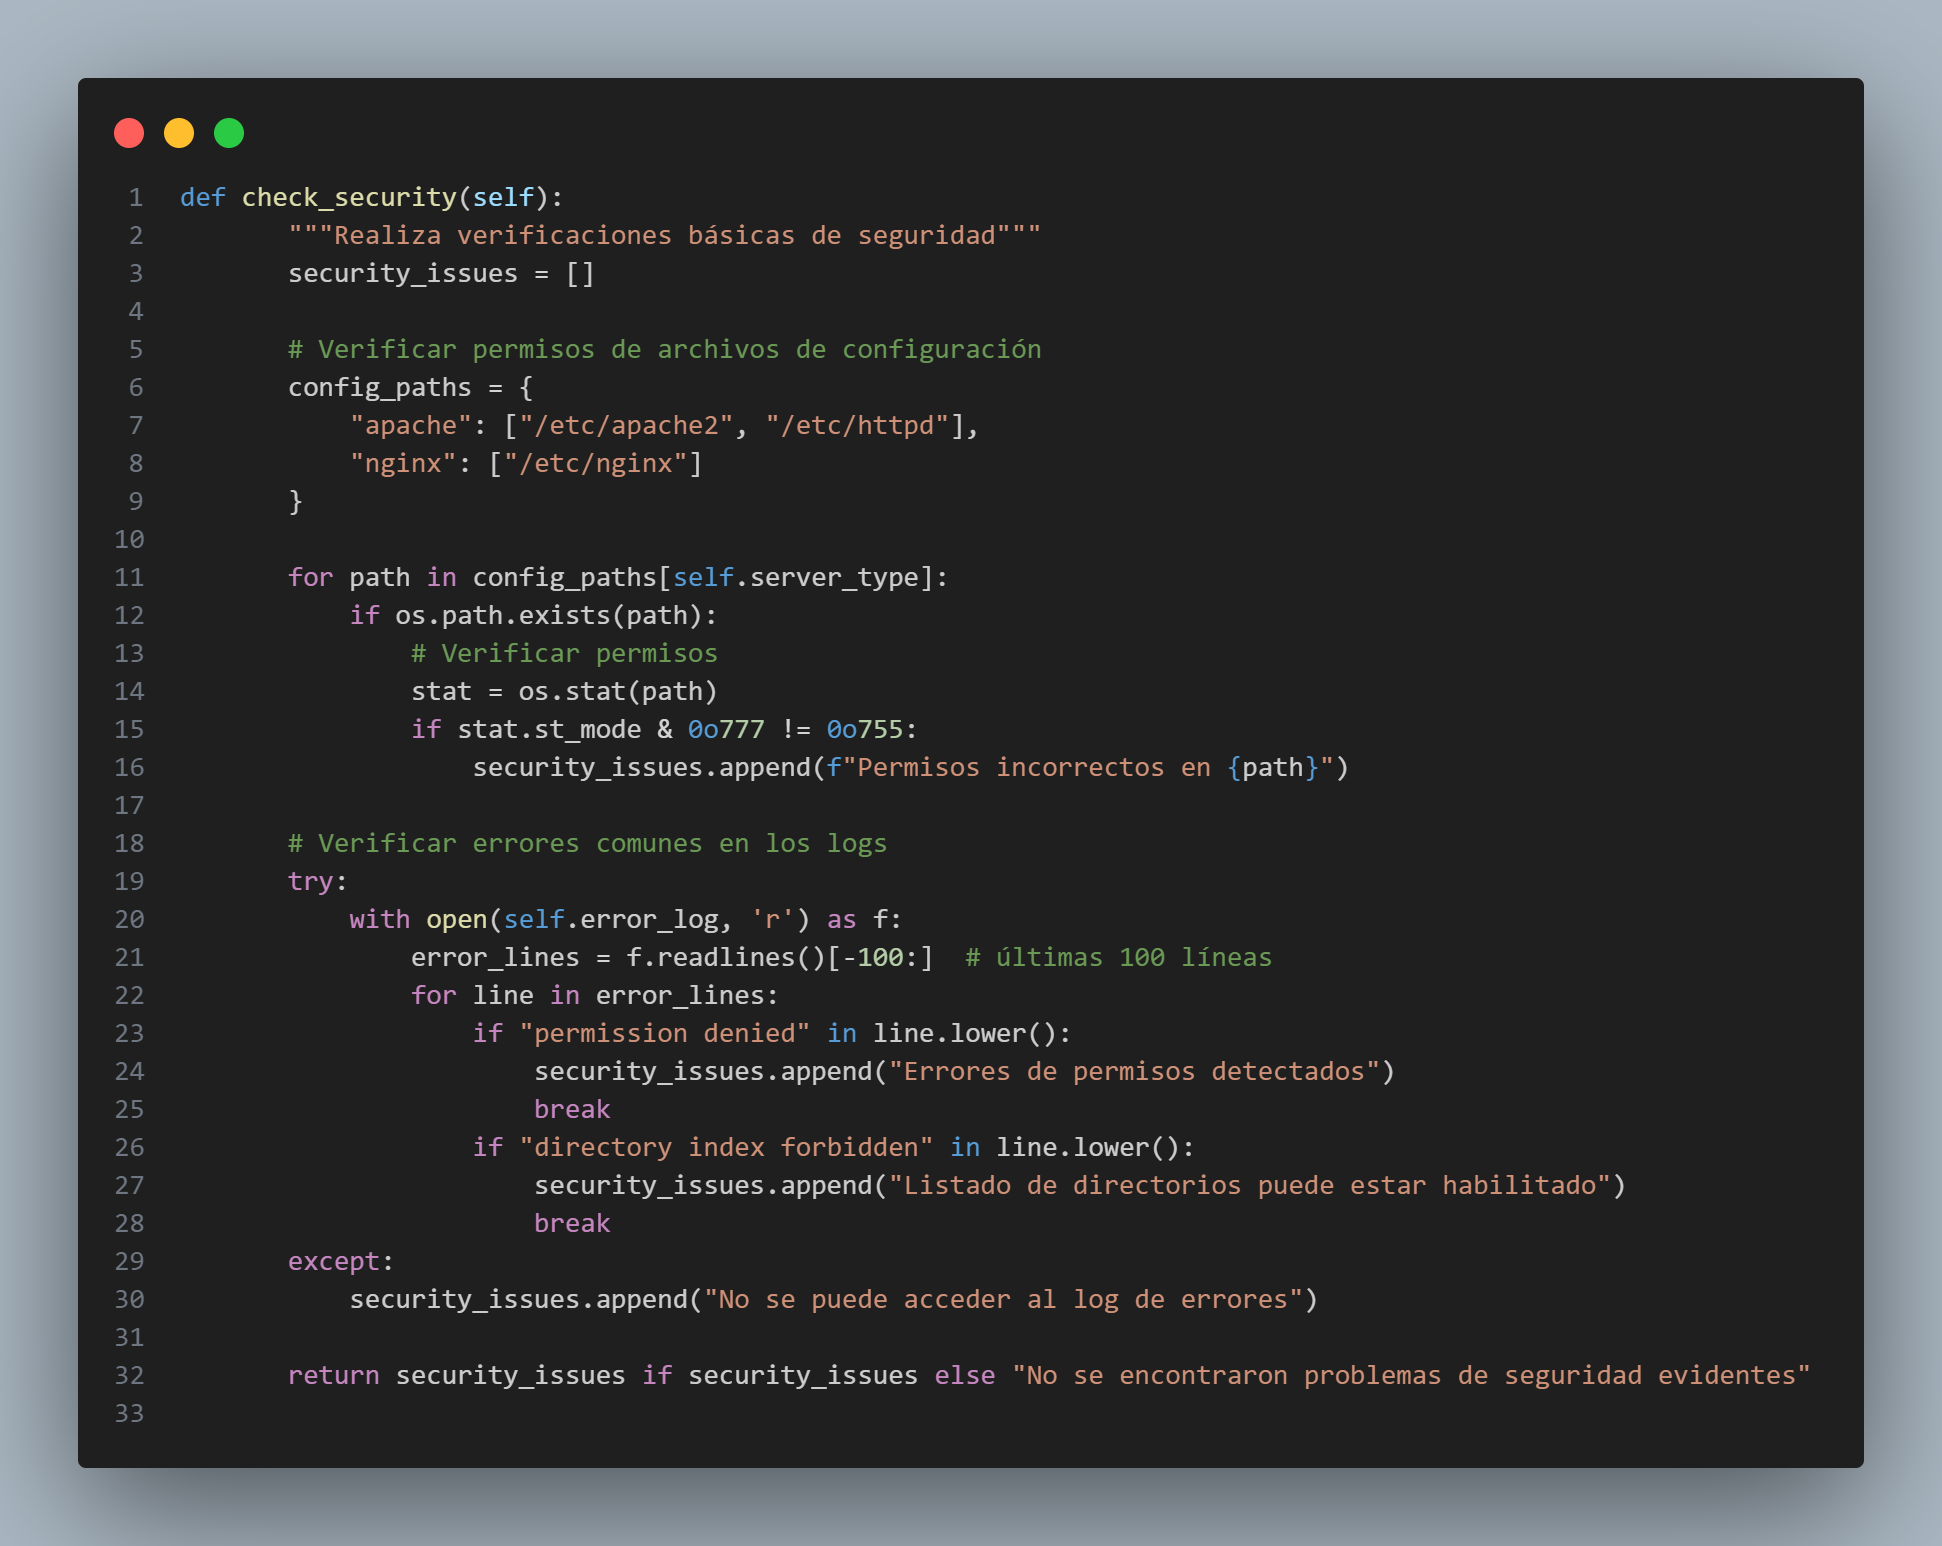 1 def check_security(self):
2 """Realiza verificaciones básicas de seguridad"""
3 security_issues = []
4
5 # Verificar permisos de archivos de configuración
6 config_paths = {
7 "apache": ["/etc/apache2", "/etc/httpd"],
8 "nginx": ["/etc/nginx"]
9 }
10
11 for path in config_paths[self.server_type]:
12 if os.path.exists(path):
13 # Verificar permisos
14 stat = os.stat(path)
15 if stat.st_mode & 0o777 != 0o755:
16 security_issues.append(f"Permisos incorrectos en {path}")
17
18 # Verificar errores comunes en los logs
19 try:
20 with open(self.error_log, 'r') as f:
21 error_lines = f.readlines()[-100:]  # últimas 100 líneas
22 for line in error_lines:
23 if "permission denied" in line.lower():
24 security_issues.append("Errores de permisos detectados")
25 break
26 if "directory index forbidden" in line.lower():
27 security_issues.append("Listado de directorios puede estar habilitado")
28 break
29 except:
30 security_issues.append("No se puede acceder al log de errores")
31
32 return security_issues if security_issues else "No se encontraron problemas de seguridad evidentes"
33